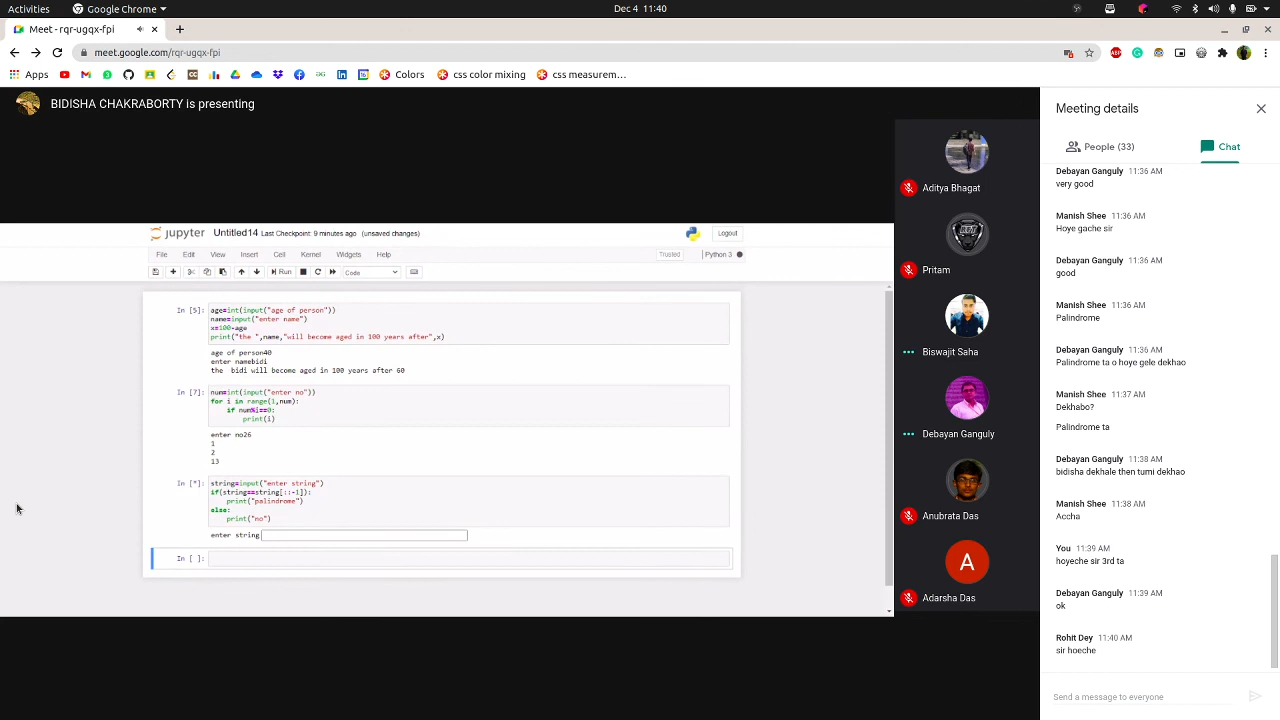 Activities Google Chrome Dec 4 11:40
Meet - rqr-ugqx-fpi
meet.google.com/rqr-ugqx-fpi
Apps Colors css color mixing css measurem…
BIDISHA CHAKRABORTY is presenting
jupyter Untitled14 Last Checkpoint: 9 minutes ago (unsaved changes) Logout
File Edit View Insert Cell Kernel Widgets Help Trusted Python 3
Run Code
In [5]: age=int(input("age of person"))
name=input("enter name")
x=100-age
print("the ",name,"will become aged in 100 years after",x)
age of person40
enter namebidi
the  bidi will become aged in 100 years after 60
In [7]: num=int(input("enter no"))
for i in range(1,num):
if num%i==0:
print(i)
enter no26
1
2
13
In [*]: string=input("enter string")
if(string==string[::-1]):
print("palindrome")
else:
print("no")
enter string
In [ ]:
Aditya Bhagat
Pritam
Biswajit Saha
Debayan Ganguly
Anubrata Das
A
Adarsha Das
Meeting details
People (33) Chat
Debayan Ganguly 11:36 AM
very good
Manish Shee 11:36 AM
Hoye gache sir
Debayan Ganguly 11:36 AM
good
Manish Shee 11:36 AM
Palindrome
Debayan Ganguly 11:36 AM
Palindrome ta o hoye gele dekhao
Manish Shee 11:37 AM
Dekhabo?
Palindrome ta
Debayan Ganguly 11:38 AM
bidisha dekhale then tumi dekhao
Manish Shee 11:38 AM
Accha
You 11:39 AM
hoyeche sir 3rd ta
Debayan Ganguly 11:39 AM
ok
Rohit Dey 11:40 AM
sir hoeche
Send a message to everyone